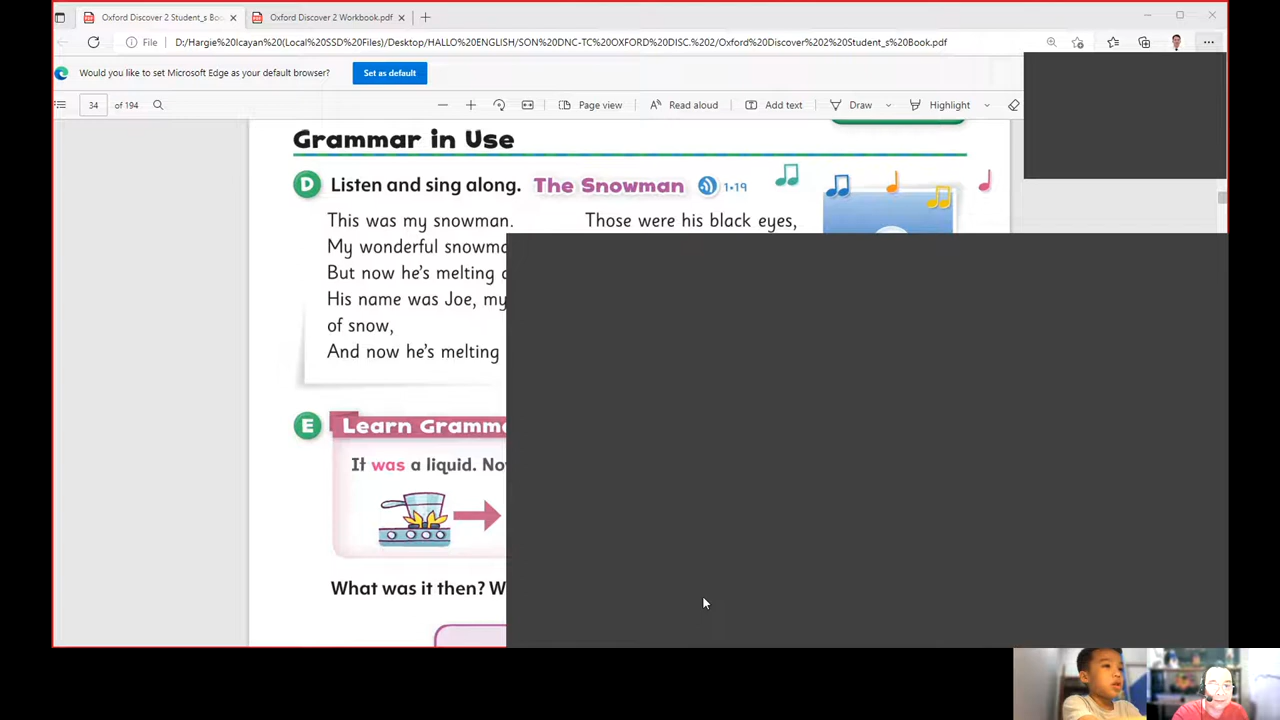 Oxford Discover 2 Student_s Boo
Oxford Discover 2 Workbook.pdf
File
D:/Hargie%20Icayan%20(Local%20SSD%20Files)/Desktop/HALLO%20ENGLISH/SON%20DNC-TC%20OXFORD%20DISC.%202/Oxford%20Discover%202%20Student_s%20Book.pdf
Would you like to set Microsoft Edge as your default browser?
Set as default
34 of 194
Page view
Read aloud
Add text
Draw
Highlight
Grammar in Use
D Listen and sing along. The Snowman 1·19
This was my snowman.
My wonderful snowma
But now he's melting
His name was Joe, my
of snow,
And now he's melting
Those were his black eyes,
E Learn Gramm
It was a liquid. No
What was it then? W